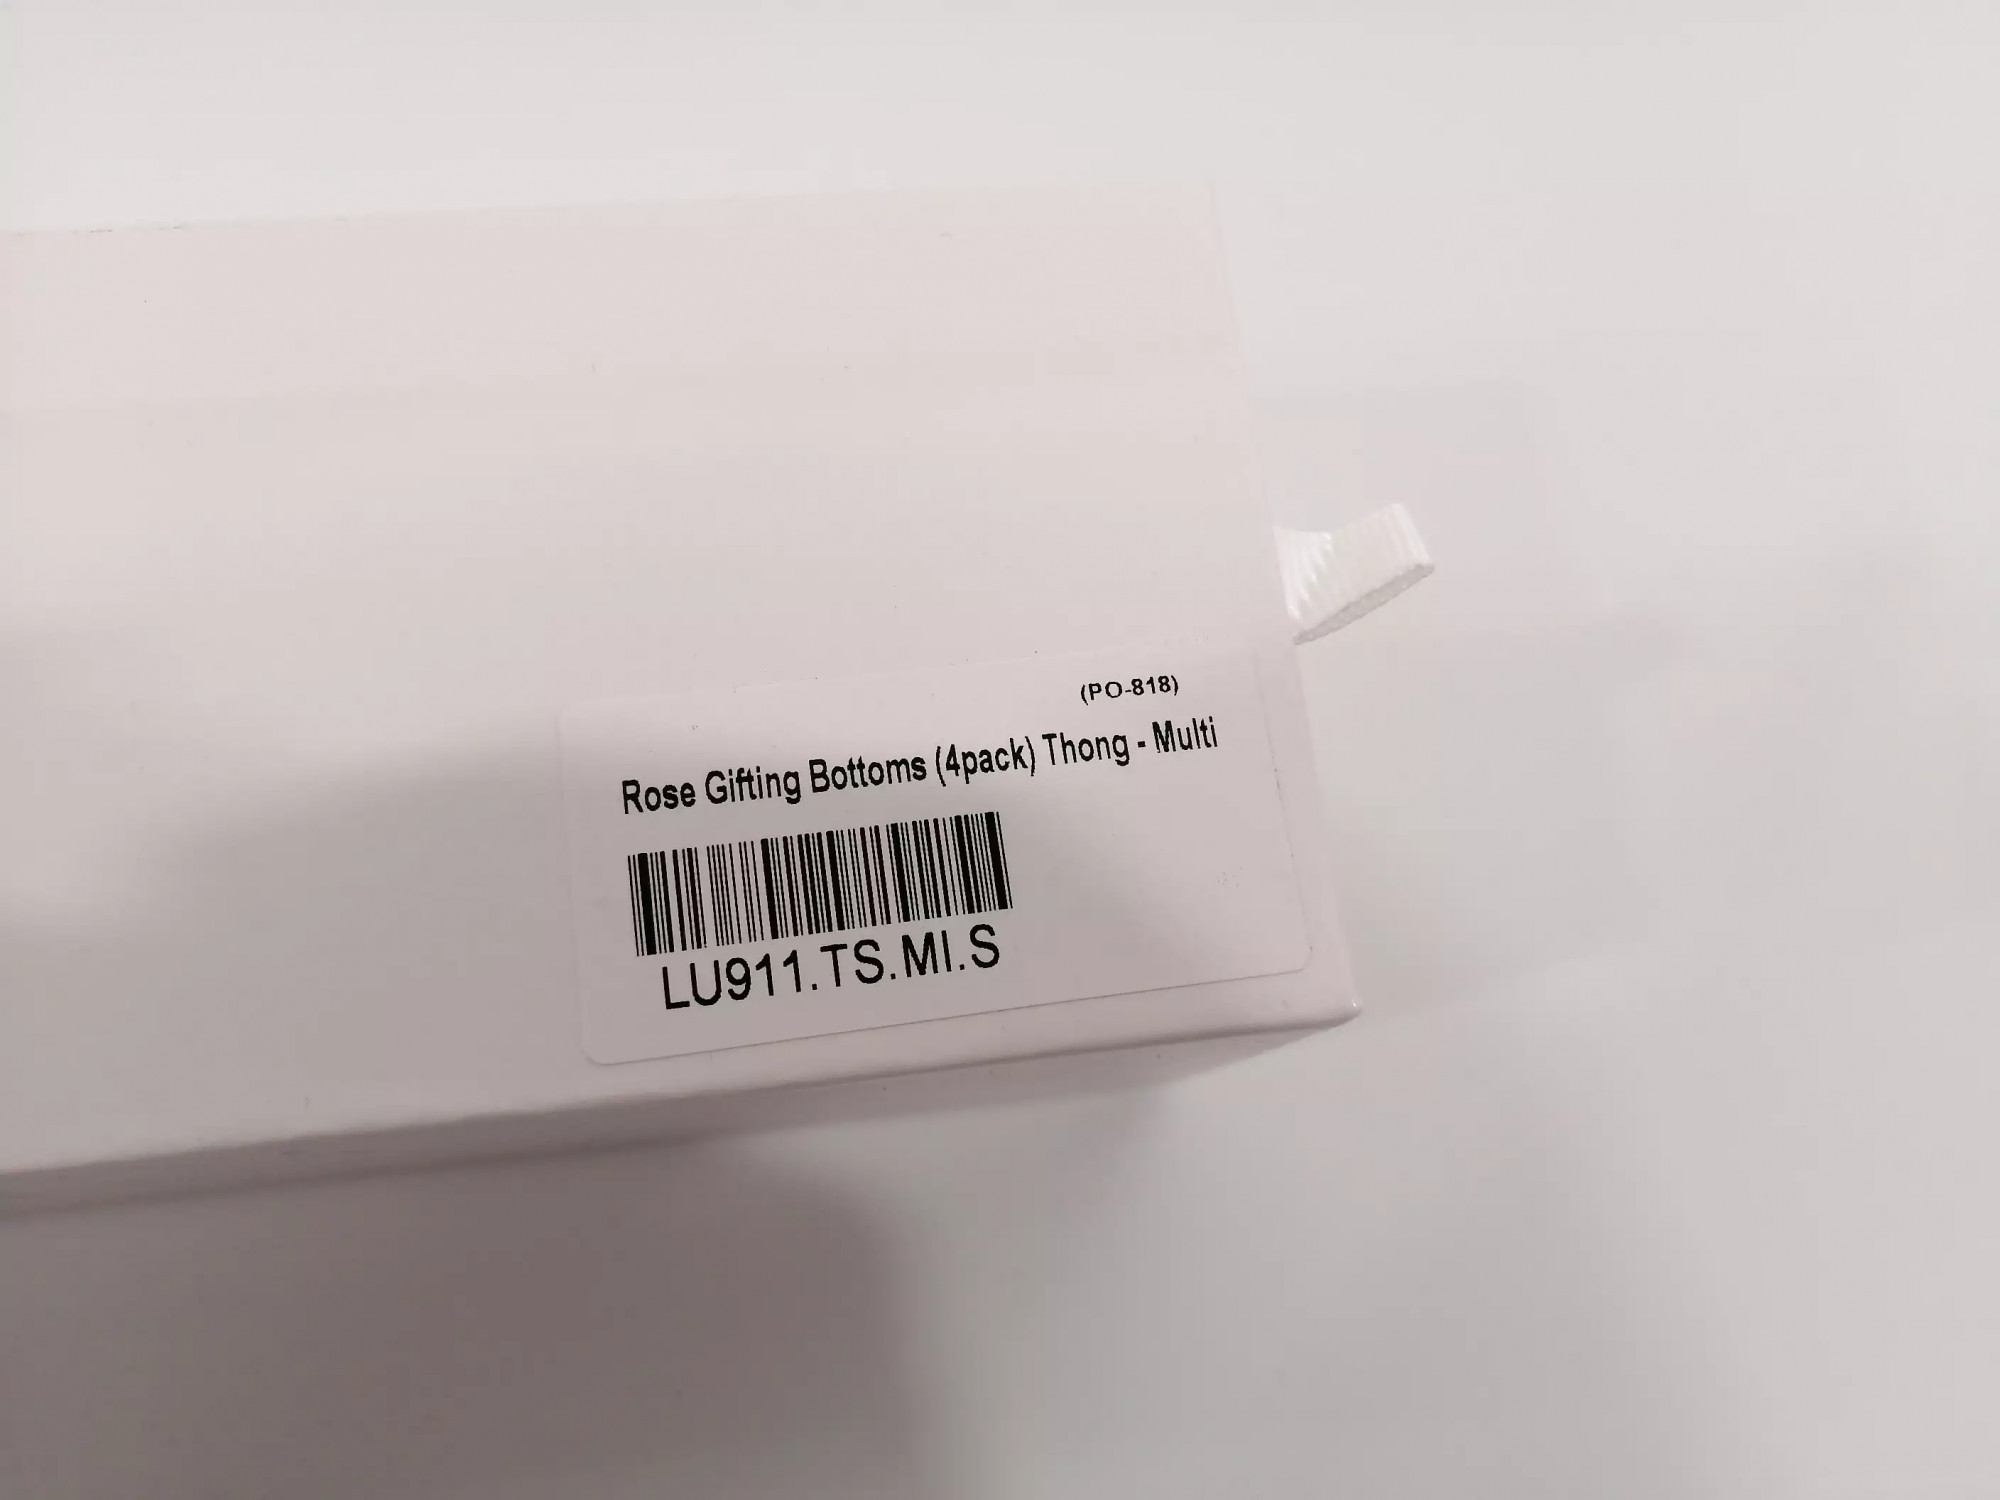 (PO-818)
Rose Gifting Bottoms (4pack) Thong - Multi
LU911.TS.MI.S